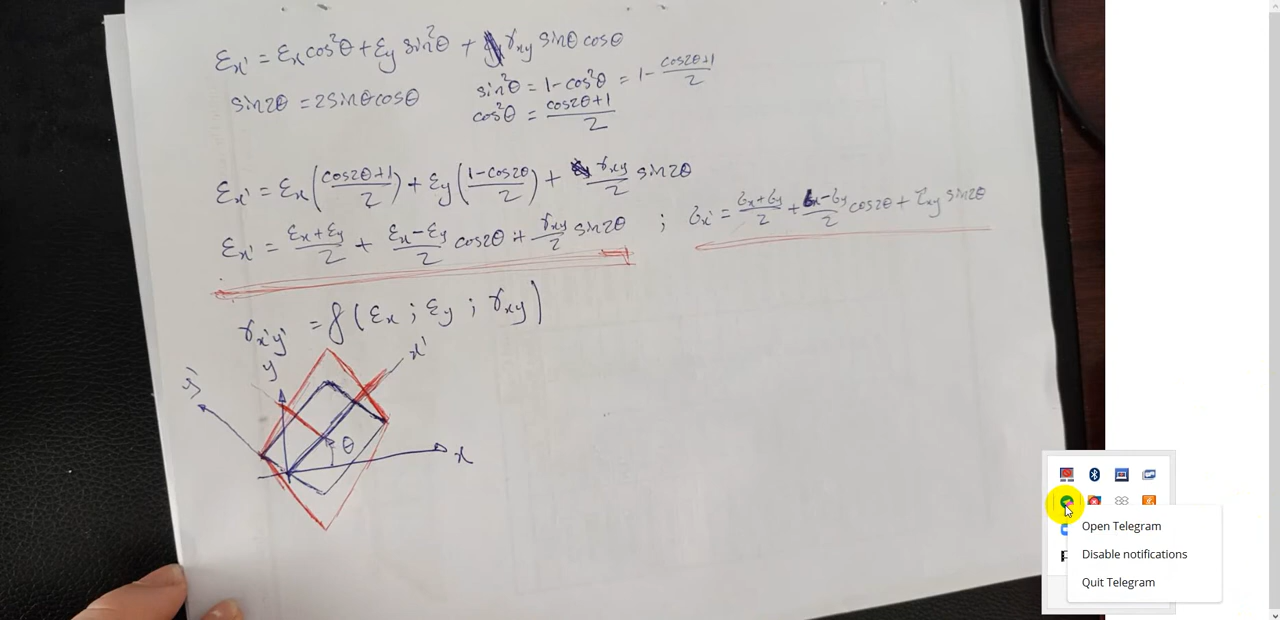 εx' = εx cos²θ + εy sin²θ + γxy sinθ cosθ
sin2θ = 2sinθcosθ
sin²θ = 1-cos²θ = 1 - (cos2θ+1)/2
cos²θ = (cos2θ+1)/2
εx' = εx((cos2θ+1)/2) + εy((1-cos2θ)/2) + γxy/2 sin2θ
εx' = (εx+εy)/2 + (εx-εy)/2 cos2θ + γxy/2 sin2θ ; σx' = (σx+σy)/2 + (σx-σy)/2 cos2θ + τxy sin2θ
γx'y' = f(εx ; εy ; γxy)
x'
y
y'
θ
x
Open Telegram
Disable notifications
Quit Telegram